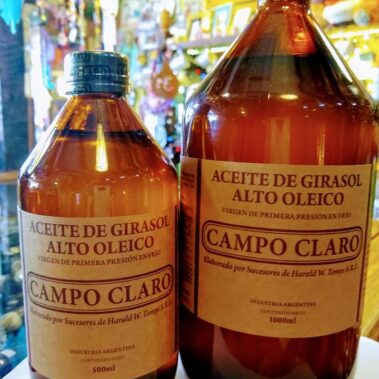 ACEITE DE GIRASOL
ALTO OLEICO
VIRGEN DE PRIMERA PRESIÓN EN FRÍO
CAMPO CLARO
Elaborado por Sucesores de Harald W. Tomps S.R.L.
INDUSTRIA ARGENTINA
CONTENIDO NETO
500ml
ACEITE DE GIRASOL
ALTO OLEICO
VIRGEN DE PRIMERA PRESIÓN EN FRÍO
CAMPO CLARO
Elaborado por Sucesores de Harald W. Tomps S.R.L.
INDUSTRIA ARGENTINA
CONTENIDO NETO
1000ml